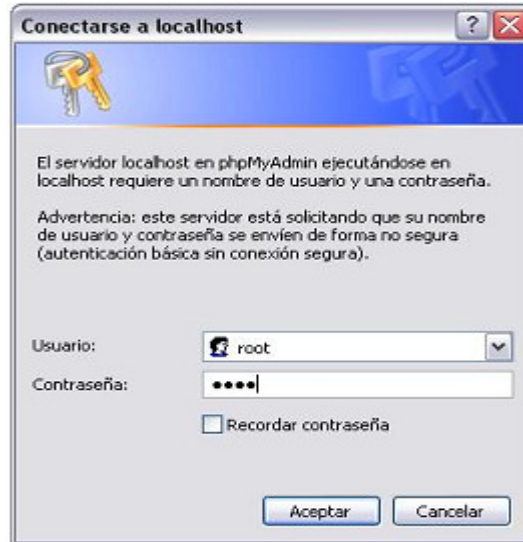 Conectarse a localhost
El servidor localhost en phpMyAdmin ejecutándose en
localhost requiere un nombre de usuario y una contraseña.
Advertencia: este servidor está solicitando que su nombre
de usuario y contraseña se envíen de forma no segura
(autenticación básica sin conexión segura).
Usuario: root
Contraseña: ••••
Recordar contraseña
Aceptar Cancelar